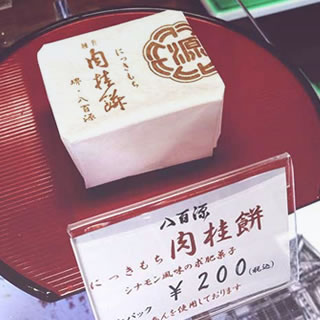 源
にっきもち
肉桂餅
堺・八百源
八百源
肉桂餅
にっきもち
シナモン風味の求肥菓子
¥200(税込)
パック
使用しております